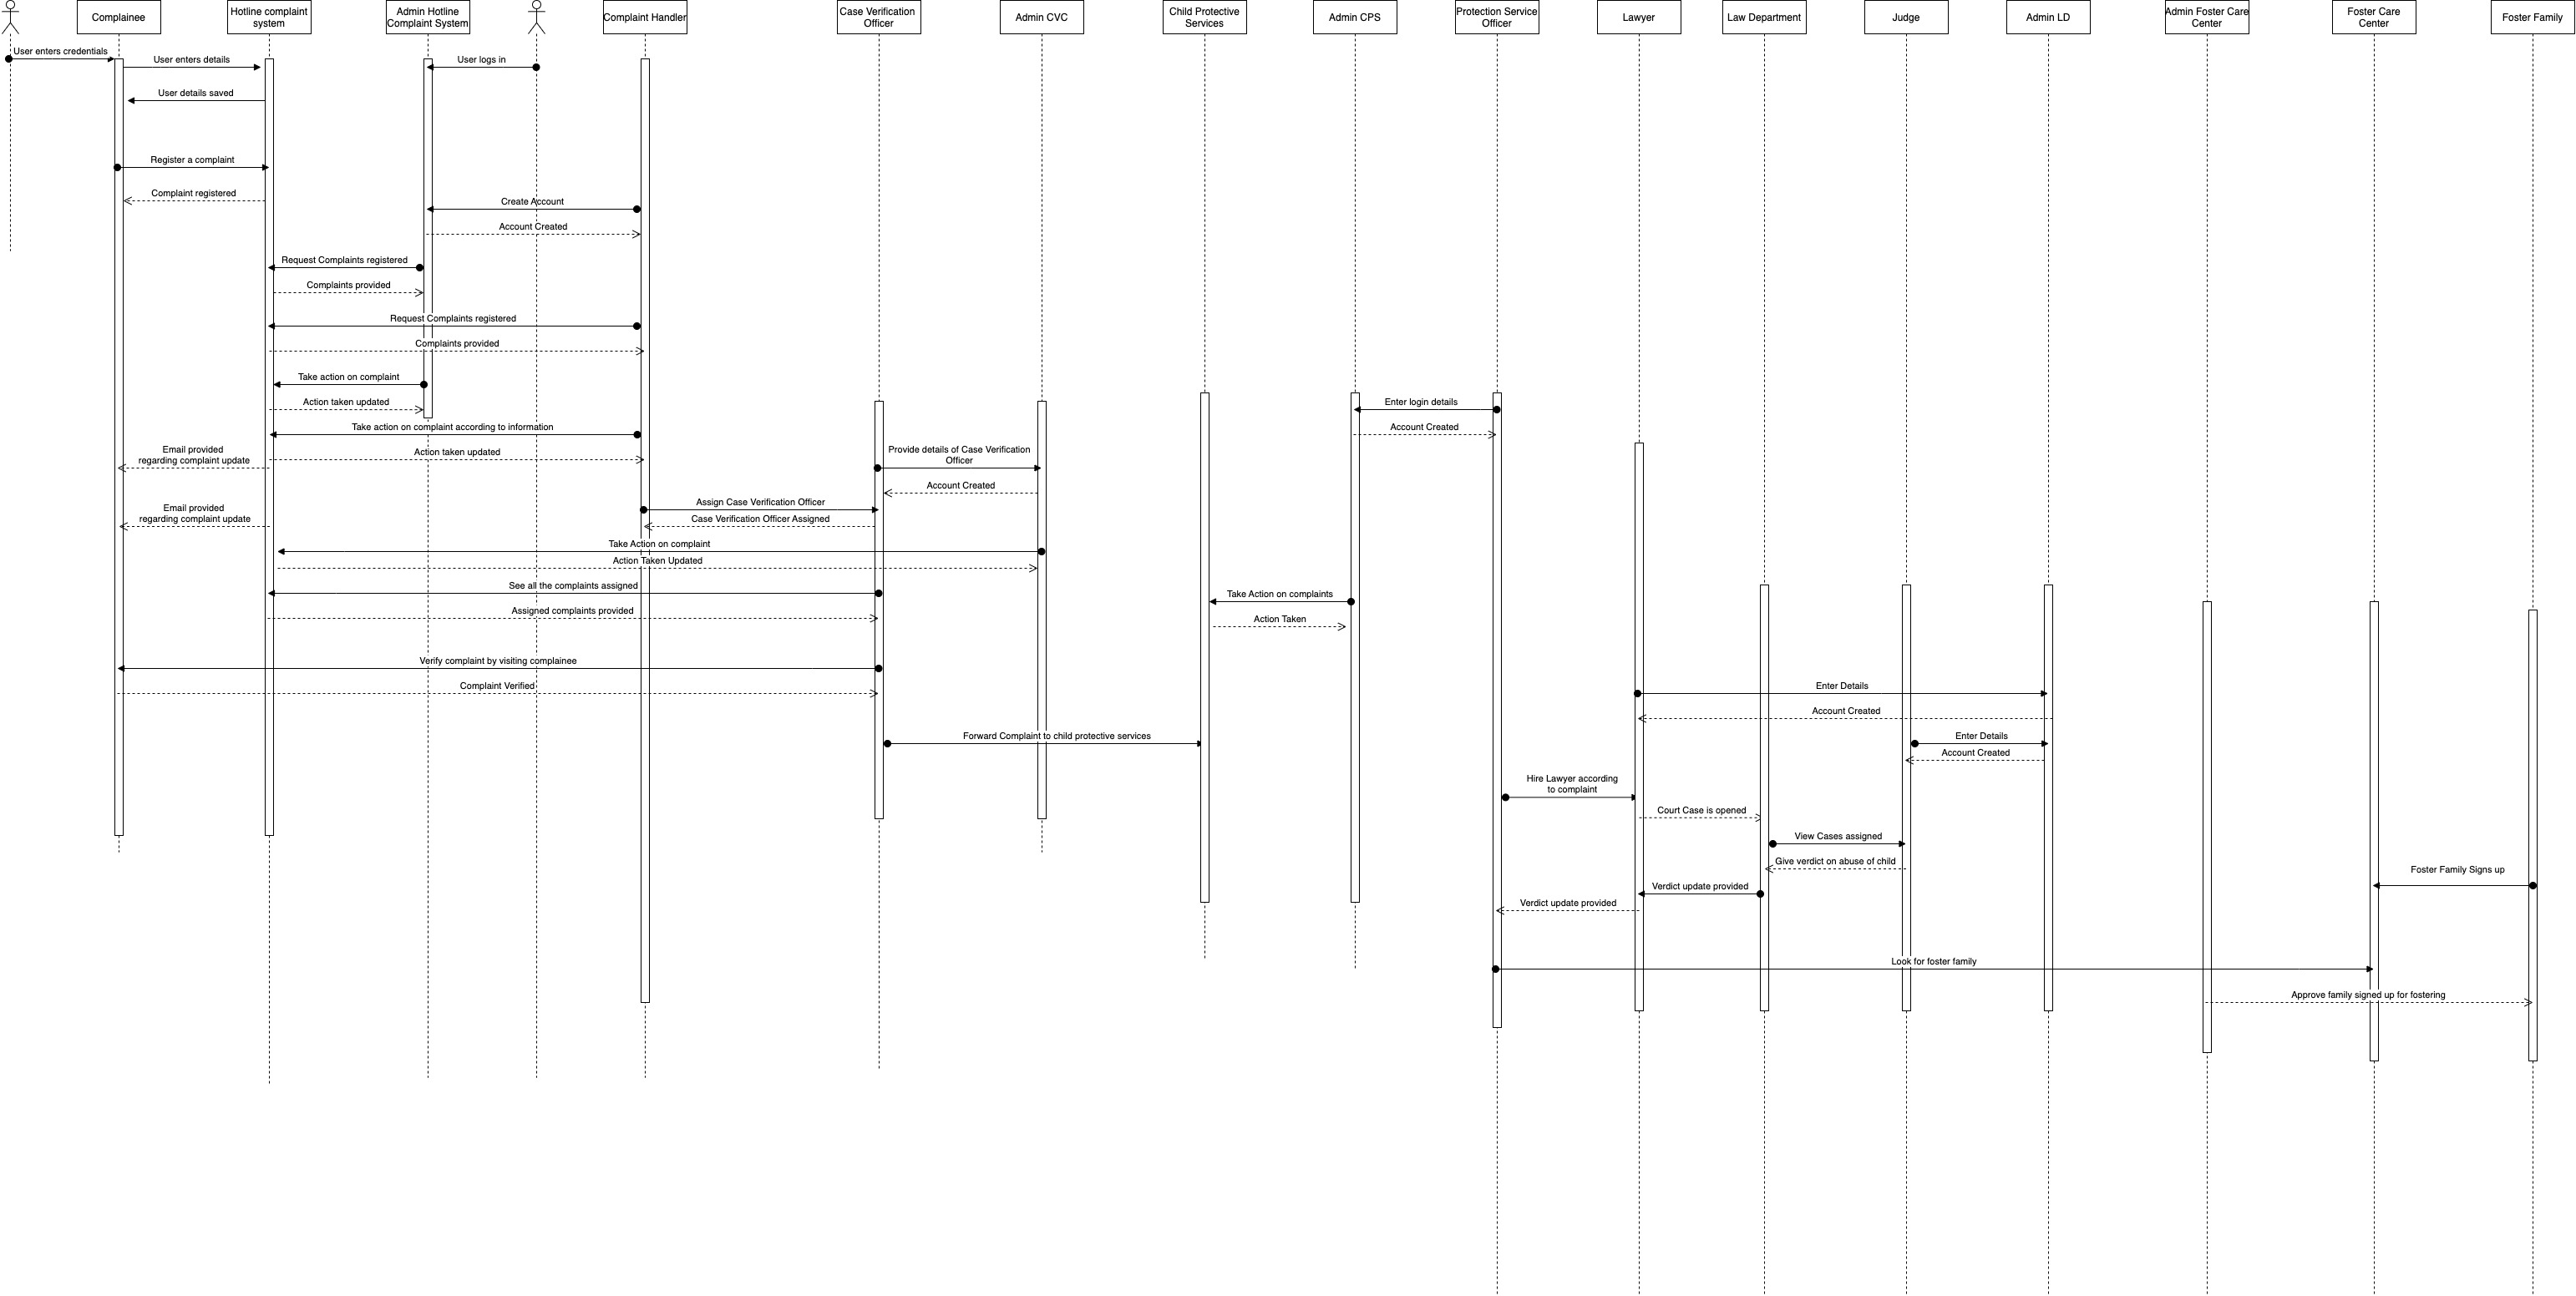 Complainee
Hotline complaint
system
Admin Hotline
Complaint System
Complaint Handler
Case Verification
Officer
Admin CVC
Child Protective
Services
Admin CPS
Protection Service
Officer
Lawyer
Law Department
Judge
Admin LD
Admin Foster Care
Center
Foster Care
Center
Foster Family
User enters credentials
User enters details
User logs in
User details saved
Register a complaint
Complaint registered
Create Account
Account Created
Request Complaints registered
Complaints provided
Request Complaints registered
Complaints provided
Take action on complaint
Action taken updated
Enter login details
Take action on complaint according to information
Account Created
Email provided
regarding complaint update
Action taken updated
Provide details of Case Verification
Officer
Account Created
Assign Case Verification Officer
Email provided
regarding complaint update
Case Verification Officer Assigned
Take Action on complaint
Action Taken Updated
See all the complaints assigned
Take Action on complaints
Assigned complaints provided
Action Taken
Verify complaint by visiting complainee
Complaint Verified
Enter Details
Account Created
Forward Complaint to child protective services
Enter Details
Account Created
Hire Lawyer according
to complaint
Court Case is opened
View Cases assigned
Give verdict on abuse of child
Foster Family Signs up
Verdict update provided
Verdict update provided
Look for foster family
Approve family signed up for fostering